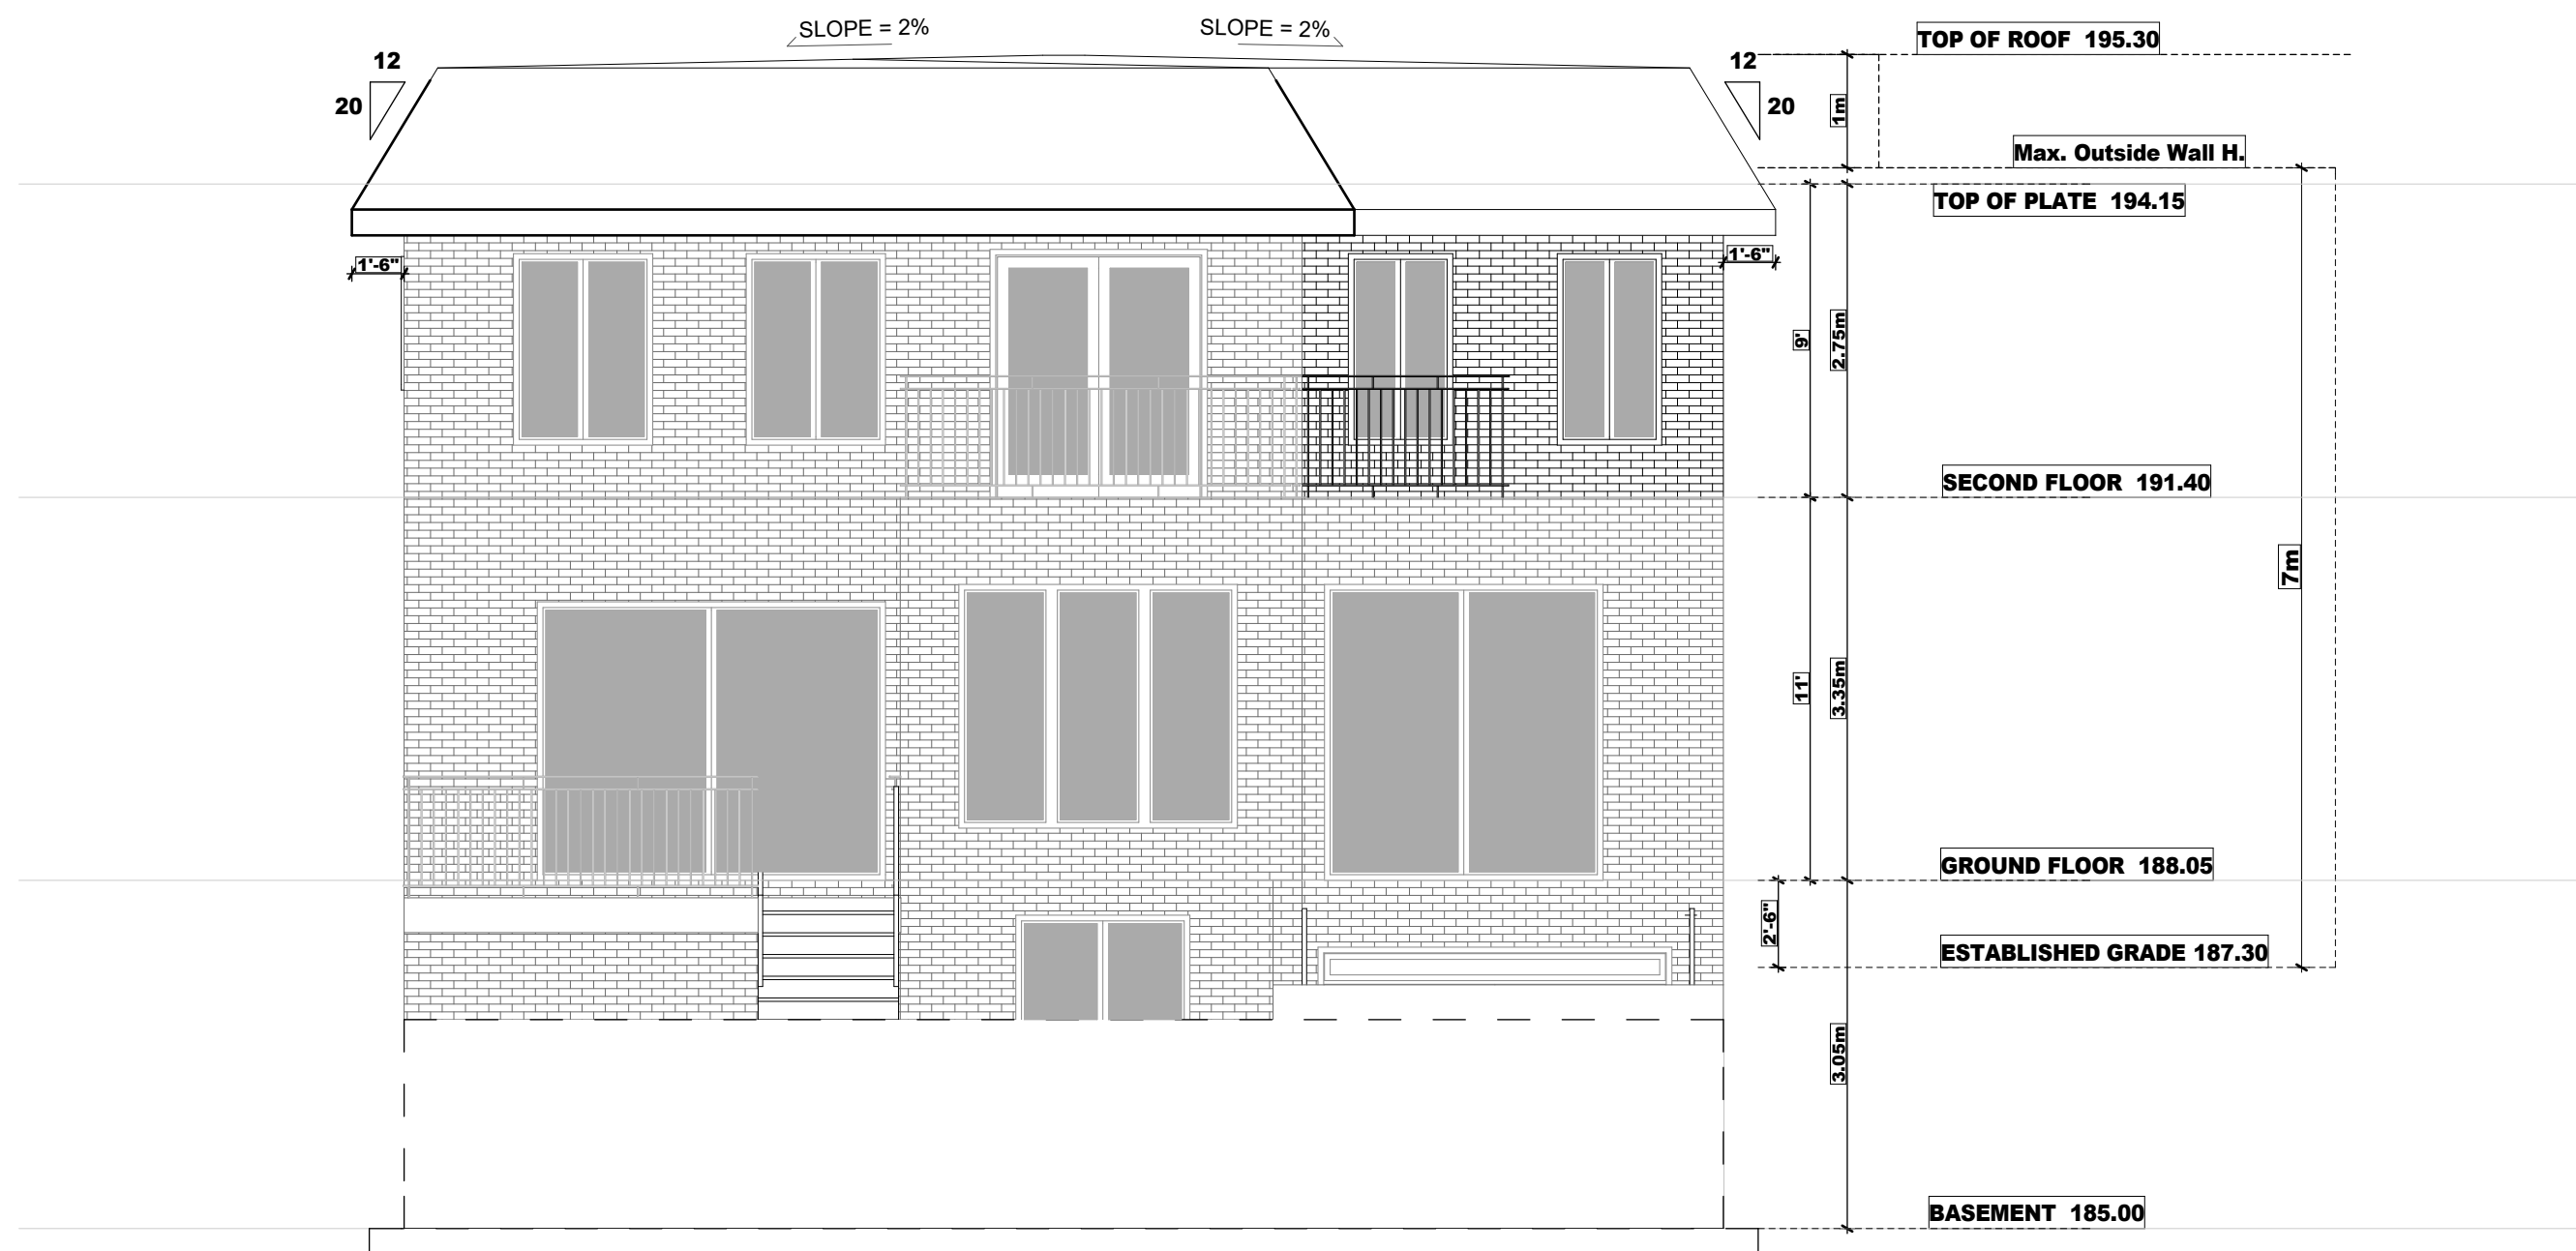 SLOPE = 2%
SLOPE = 2%
12
20
12
20
TOP OF ROOF 195.30
1m
Max. Outside Wall H.
TOP OF PLATE 194.15
1'-6"
1'-6"
9'
2.75m
SECOND FLOOR 191.40
7m
11'
3.35m
GROUND FLOOR 188.05
2'-6"
ESTABLISHED GRADE 187.30
3.05m
BASEMENT 185.00